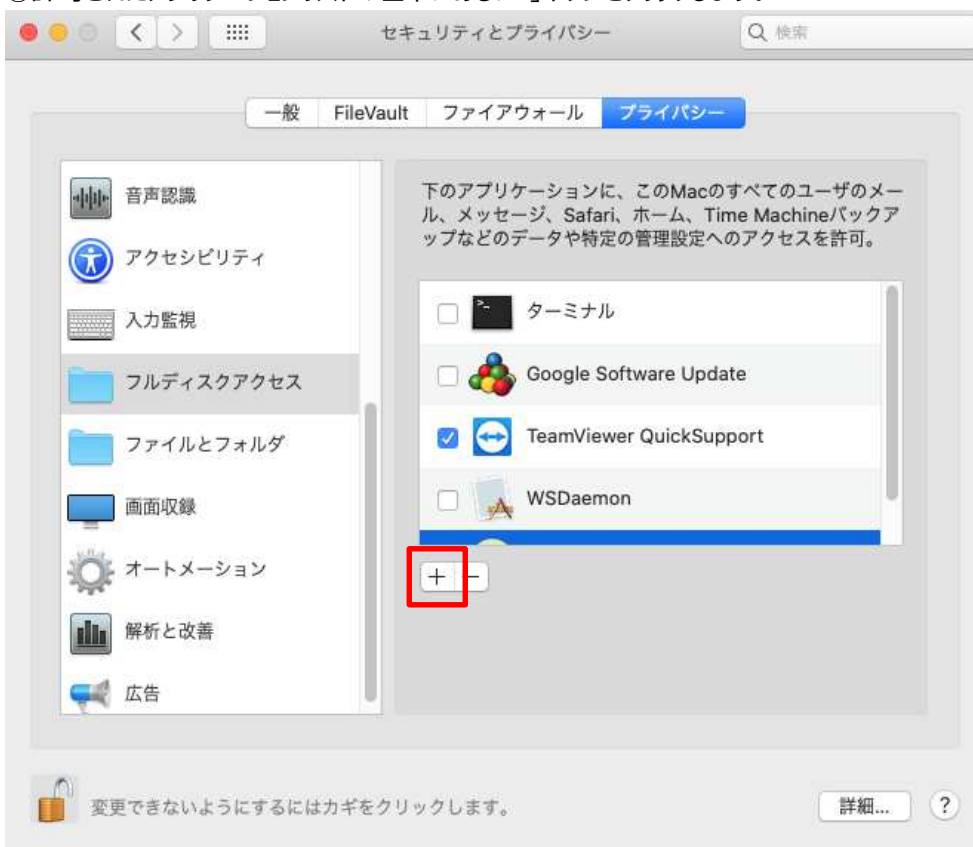 セキュリティとプライバシー
検索
一般
FileVault
ファイアウォール
プライバシー
音声認識
アクセシビリティ
入力監視
フルディスクアクセス
ファイルとフォルダ
画面収録
オートメーション
解析と改善
広告
下のアプリケーションに、このMacのすべてのユーザのメー
ル、メッセージ、Safari、ホーム、Time Machineバックア
ップなどのデータや特定の管理設定へのアクセスを許可。
ターミナル
Google Software Update
TeamViewer QuickSupport
WSDaemon
変更できないようにするにはカギをクリックします。
詳細...
?